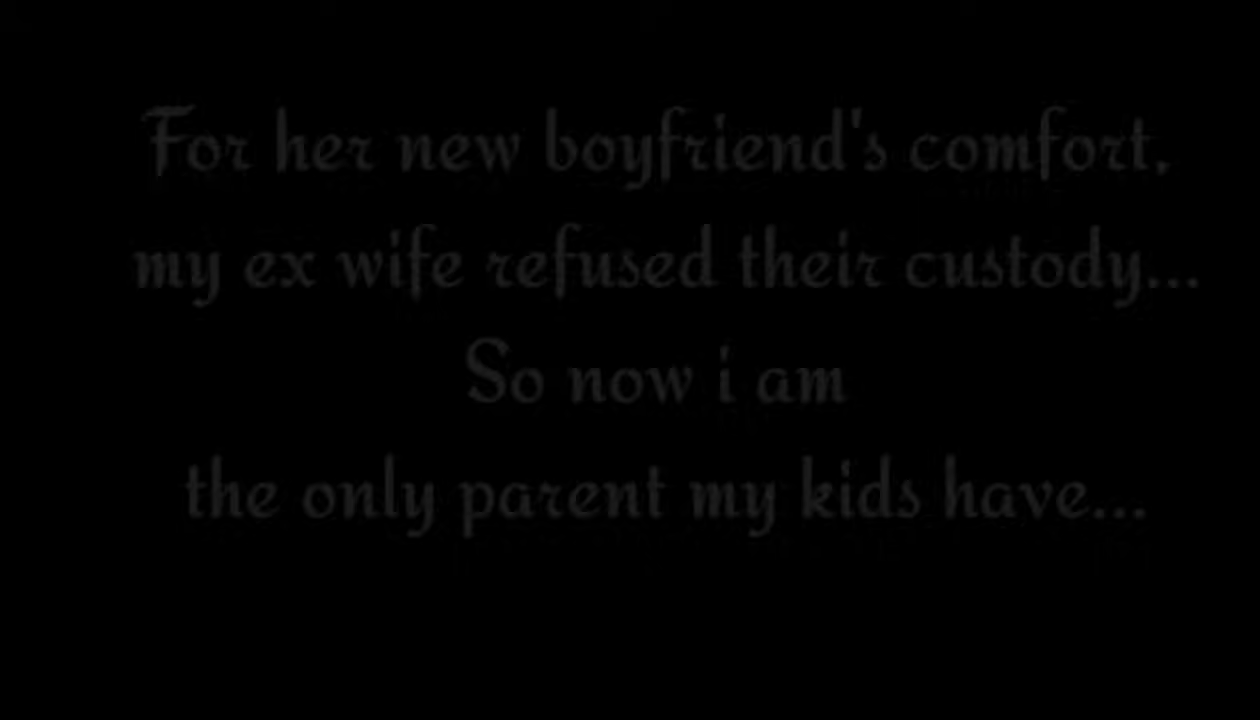 For her new boyfriend's comfort,
my ex wife refused their custody...
So now i am
the only parent my kids have...